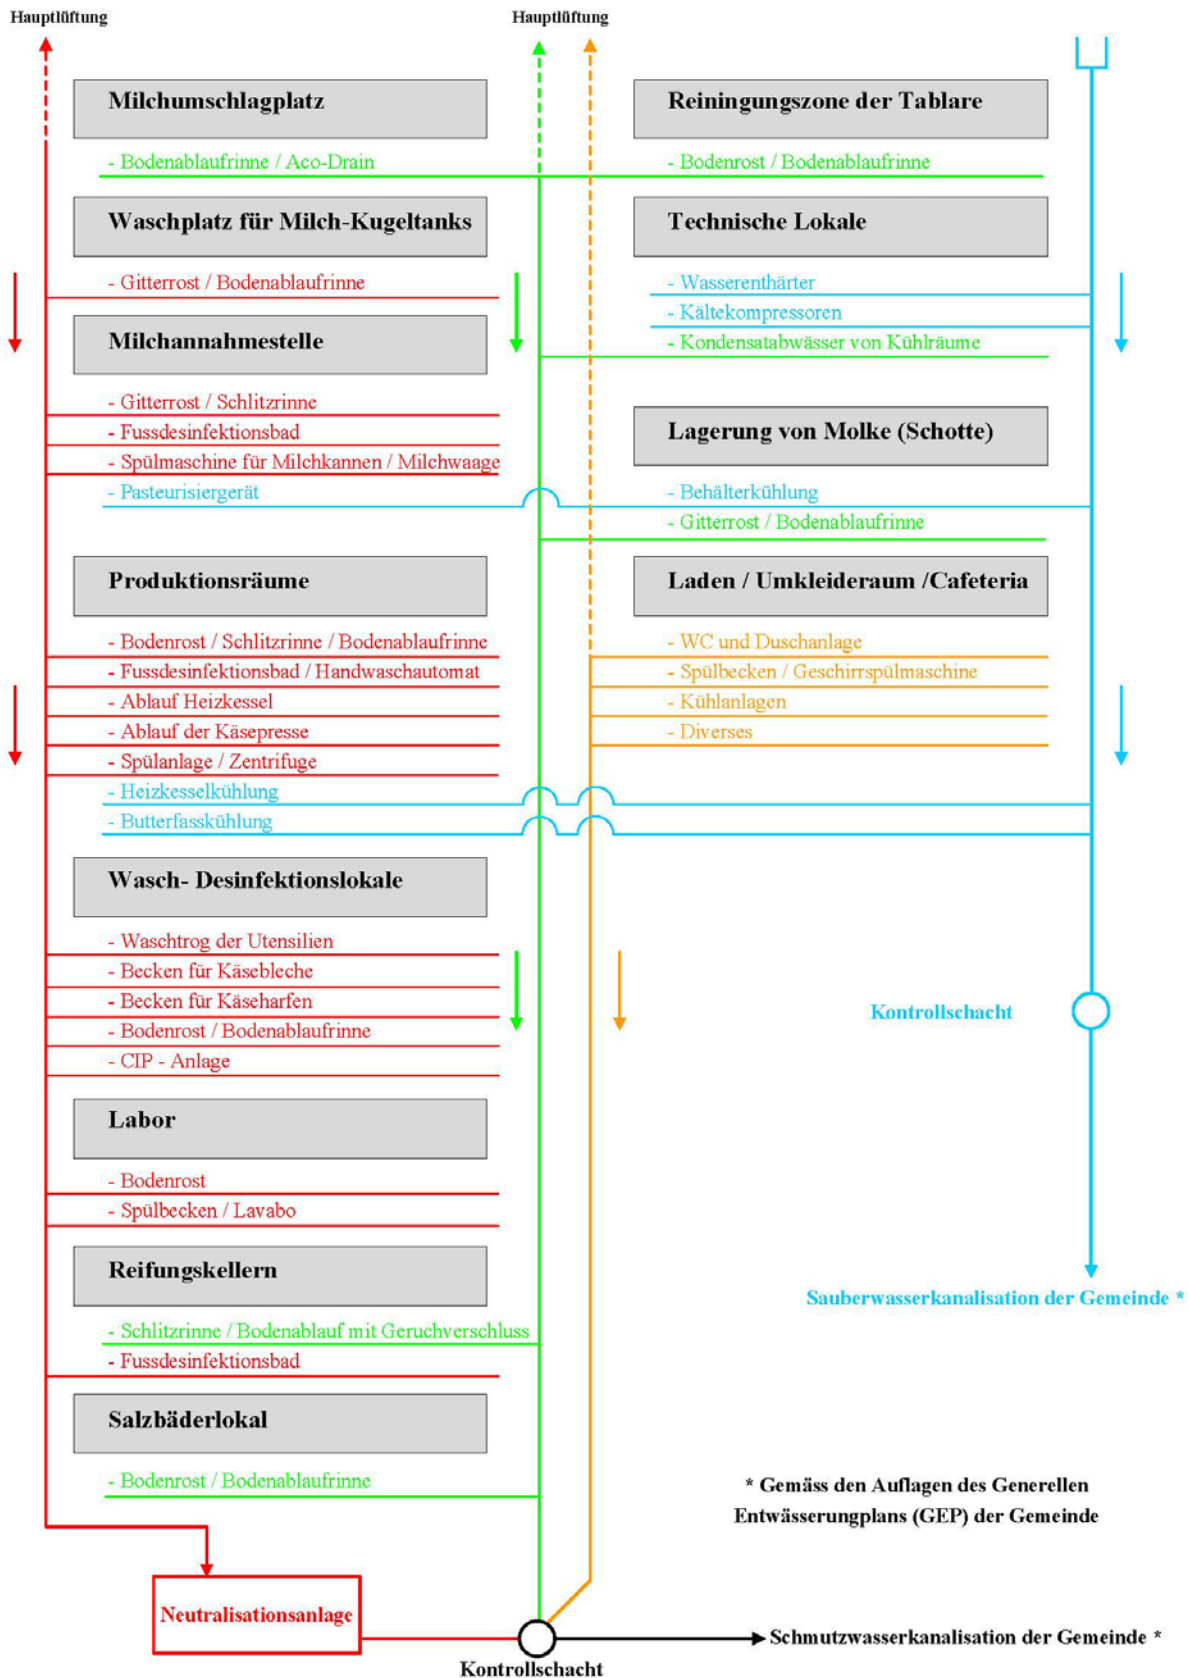 Hauptlüftung
Hauptlüftung
Milchumschlagplatz
- Bodenablaufrinne / Aco-Drain
Waschplatz für Milch-Kugeltanks
- Gitterrost / Bodenablaufrinne
Milchannahmestelle
- Gitterrost / Schlitzrinne
- Fussdesinfektionsbad
- Spülmaschine für Milchkannen / Milchwaage
- Pasteurisiergerät
Produktionsräume
- Bodenrost / Schlitzrinne / Bodenablaufrinne
- Fussdesinfektionsbad / Handwaschautomat
- Ablauf Heizkessel
- Ablauf der Käsepresse
- Spülanlage / Zentrifuge
- Heizkesselkühlung
- Butterfasskühlung
Wasch- Desinfektionslokale
- Waschtrog der Utensilien
- Becken für Käsebleche
- Becken für Käseharfen
- Bodenrost / Bodenablaufrinne
- CIP - Anlage
Labor
- Bodenrost
- Spülbecken / Lavabo
Reifungskellern
- Schlitzrinne / Bodenablauf mit Geruchverschluss
- Fussdesinfektionsbad
Salzbäderlokal
- Bodenrost / Bodenablaufrinne
Neutralisationsanlage
Reiningungszone der Tablare
- Bodenrost / Bodenablaufrinne
Technische Lokale
- Wasserenthärter
- Kältekompressoren
- Kondensatabwässer von Kühlräume
Lagerung von Molke (Schotte)
- Behälterkühlung
- Gitterrost / Bodenablaufrinne
Laden / Umkleideraum /Cafeteria
- WC und Duschanlage
- Spülbecken / Geschirrspülmaschine
- Kühlanlagen
- Diverses
Kontrollschacht
Sauberwasserkanalisation der Gemeinde *
* Gemäss den Auflagen des Generellen
Entwässerungplans (GEP) der Gemeinde
Schmutzwasserkanalisation der Gemeinde *
Kontrollschacht